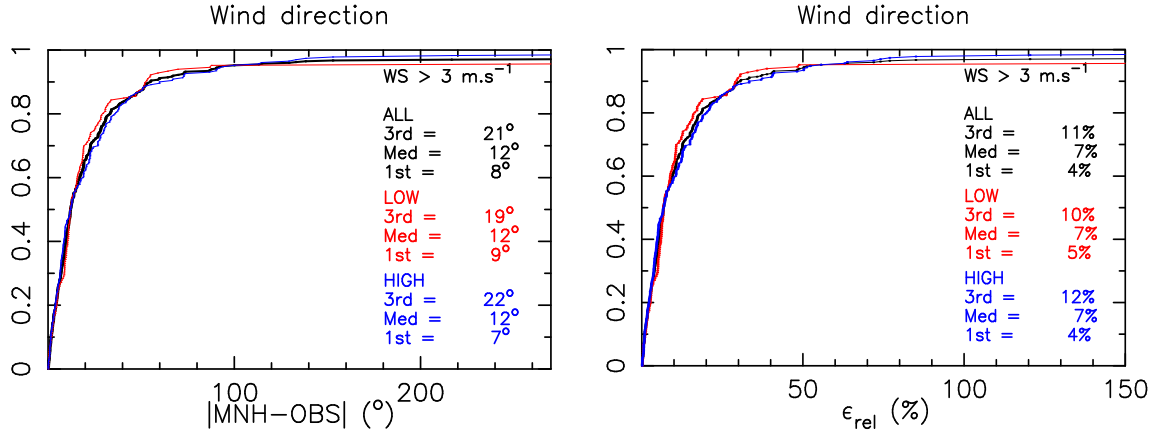 Wind direction
1
0.8
0.6
0.4
0.2
0
100
200
|MNH−OBS| (°)
WS > 3 m.s−1
ALL
3rd = 21°
Med = 12°
1st = 8°
LOW
3rd = 19°
Med = 12°
1st = 9°
HIGH
3rd = 22°
Med = 12°
1st = 7°
Wind direction
1
0.8
0.6
0.4
0.2
0
50
100
150
ϵrel (%)
WS > 3 m.s−1
ALL
3rd = 11%
Med = 7%
1st = 4%
LOW
3rd = 10%
Med = 7%
1st = 5%
HIGH
3rd = 12%
Med = 7%
1st = 4%